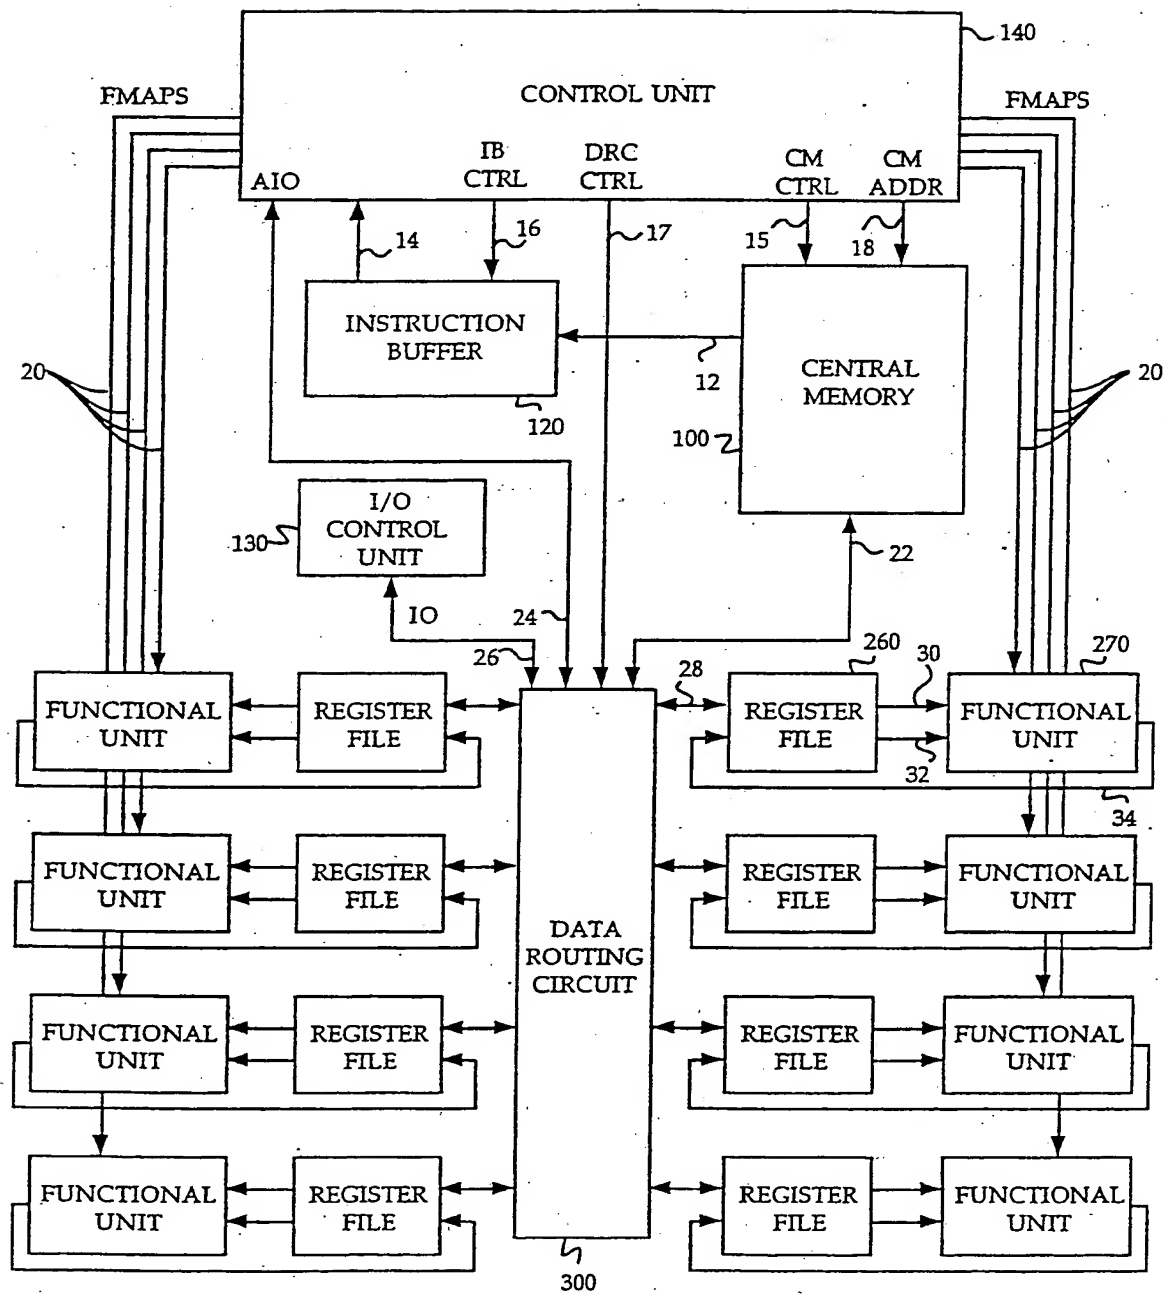 140
FMAPS
CONTROL UNIT
FMAPS
AIO
IB
CTRL
DRC
CTRL
CM
CTRL
CM
ADDR
14
16
17
15
18
INSTRUCTION
BUFFER
120
12
CENTRAL
MEMORY
100
20
20
I/O
CONTROL
UNIT
130
22
IO
24
26
28
260
30
270
FUNCTIONAL
UNIT
REGISTER
FILE
REGISTER
FILE
32
FUNCTIONAL
UNIT
34
FUNCTIONAL
UNIT
REGISTER
FILE
REGISTER
FILE
FUNCTIONAL
UNIT
DATA
ROUTING
CIRCUIT
FUNCTIONAL
UNIT
REGISTER
FILE
REGISTER
FILE
FUNCTIONAL
UNIT
FUNCTIONAL
UNIT
REGISTER
FILE
REGISTER
FILE
FUNCTIONAL
UNIT
300